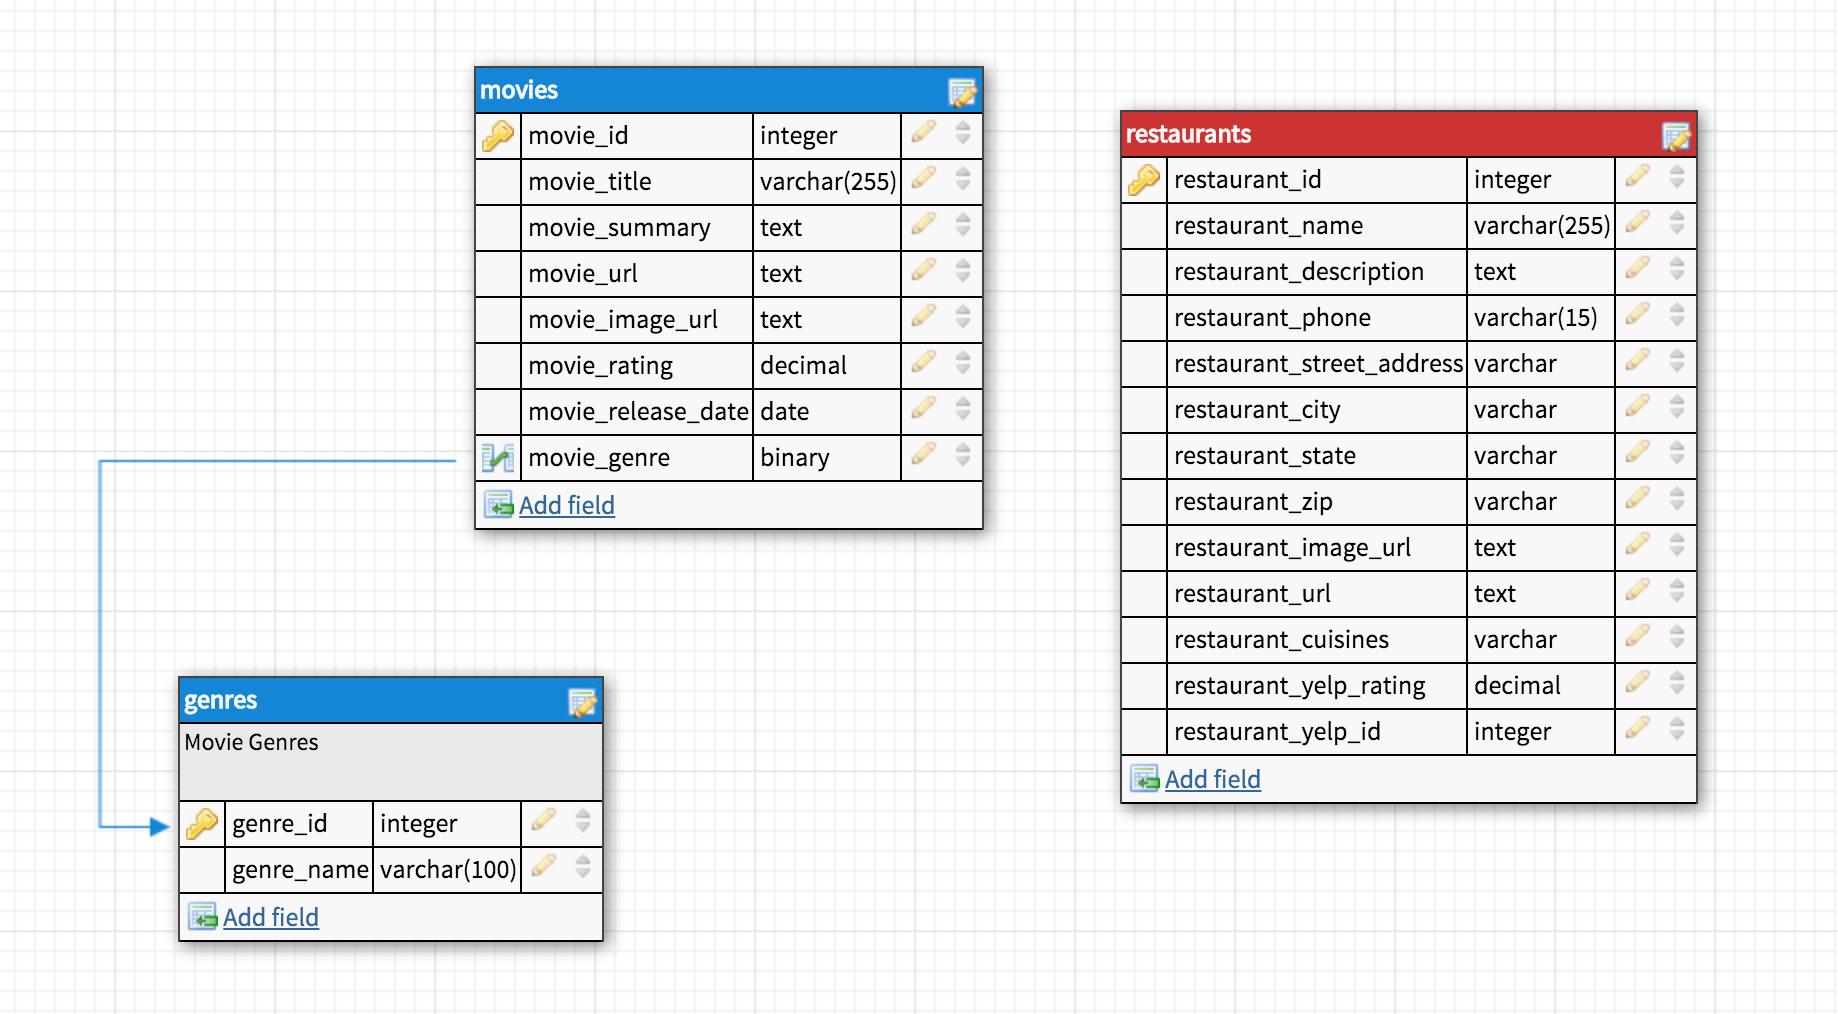 movies
movie_id integer
movie_title varchar(255)
movie_summary text
movie_url text
movie_image_url text
movie_rating decimal
movie_release_date date
movie_genre binary
Add field
restaurants
restaurant_id integer
restaurant_name varchar(255)
restaurant_description text
restaurant_phone varchar(15)
restaurant_street_address varchar
restaurant_city varchar
restaurant_state varchar
restaurant_zip varchar
restaurant_image_url text
restaurant_url text
restaurant_cuisines varchar
restaurant_yelp_rating decimal
restaurant_yelp_id integer
Add field
genres
Movie Genres
genre_id integer
genre_name varchar(100)
Add field